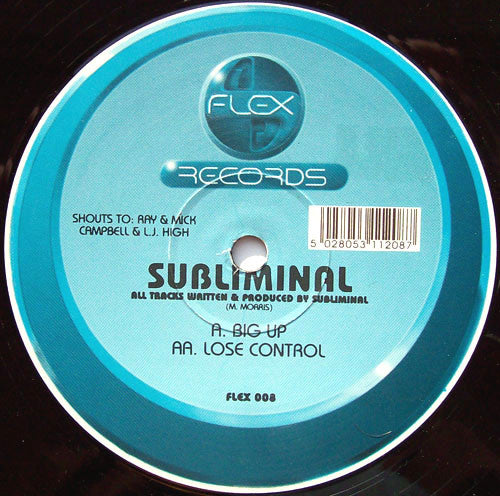 FLEX
RECORDS
SHOUTS TO: RAY & MICK
CAMPBELL & L.J. HIGH
5 028053 112087
SUBLIMINAL
ALL TRACKS WRITTEN & PRODUCED BY SUBLIMINAL
(M. MORRIS)
A. BIG UP
AA. LOSE CONTROL
FLEX 008